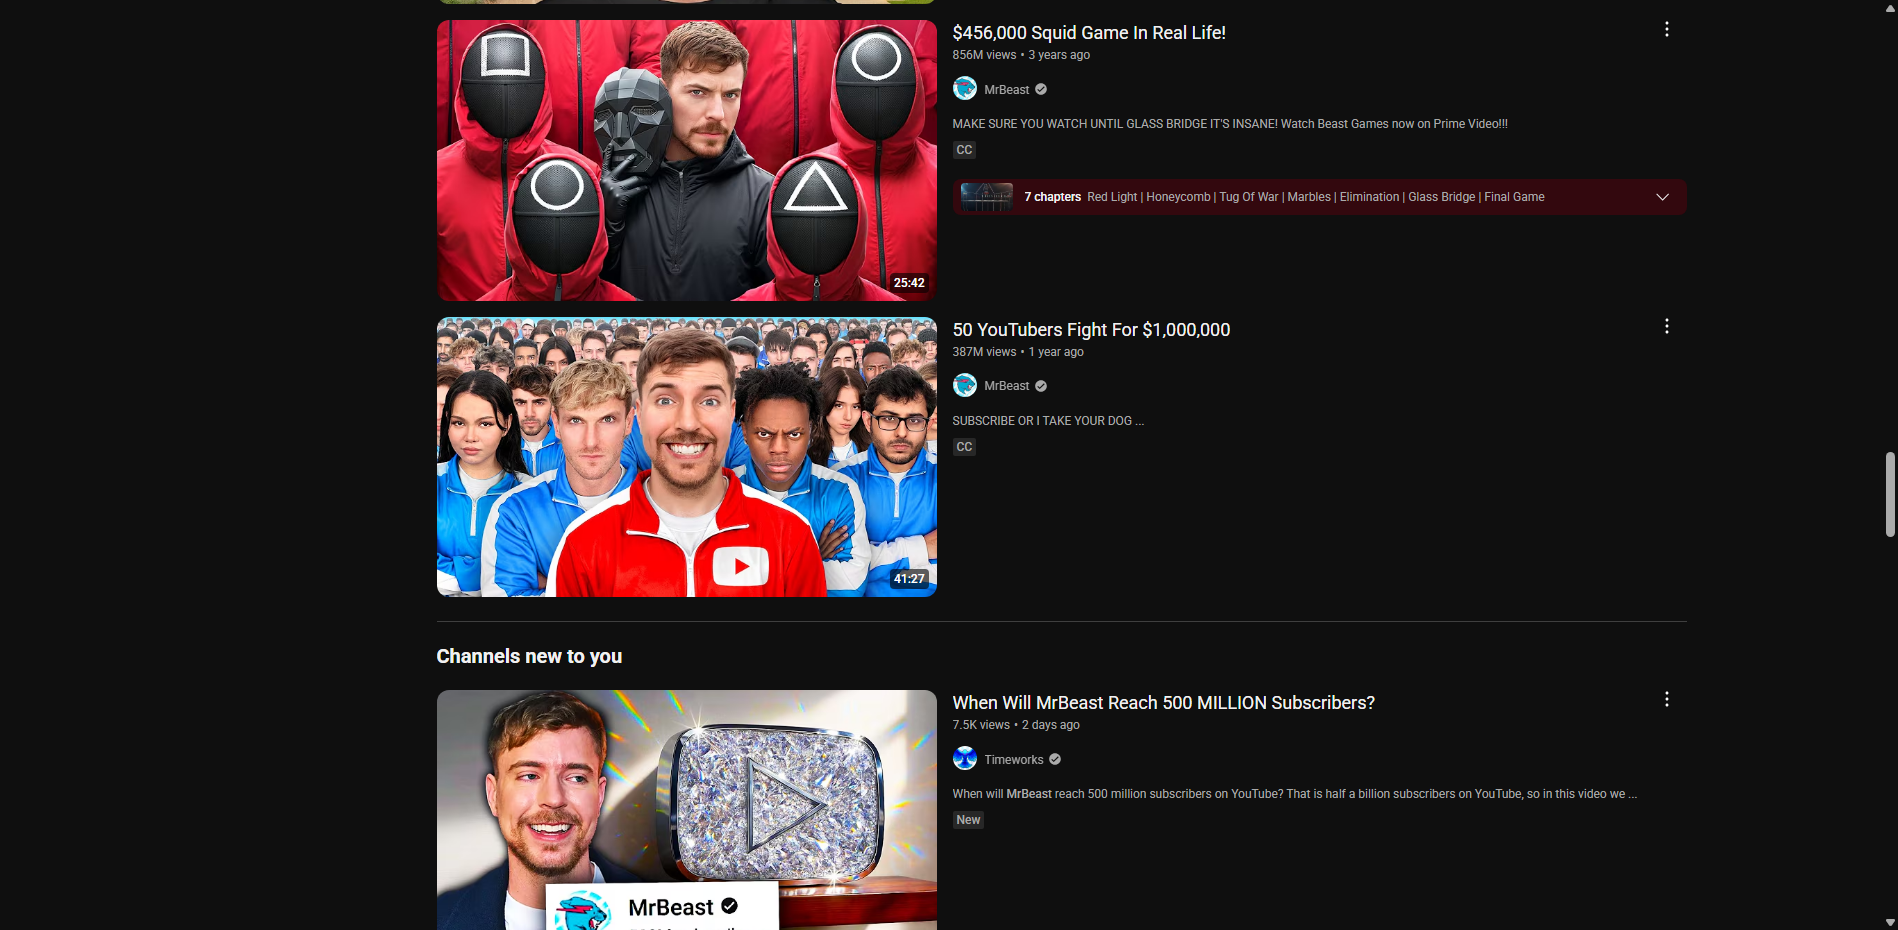 $456,000 Squid Game In Real Life!
856M views • 3 years ago
MrBeast
MAKE SURE YOU WATCH UNTIL GLASS BRIDGE IT'S INSANE! Watch Beast Games now on Prime Video!!!
CC
7 chapters Red Light | Honeycomb | Tug Of War | Marbles | Elimination | Glass Bridge | Final Game
25:42
50 YouTubers Fight For $1,000,000
387M views • 1 year ago
MrBeast
SUBSCRIBE OR I TAKE YOUR DOG ...
CC
41:27
Channels new to you
When Will MrBeast Reach 500 MILLION Subscribers?
7.5K views • 2 days ago
Timeworks
When will MrBeast reach 500 million subscribers on YouTube? That is half a billion subscribers on YouTube, so in this video we ...
New
MrBeast